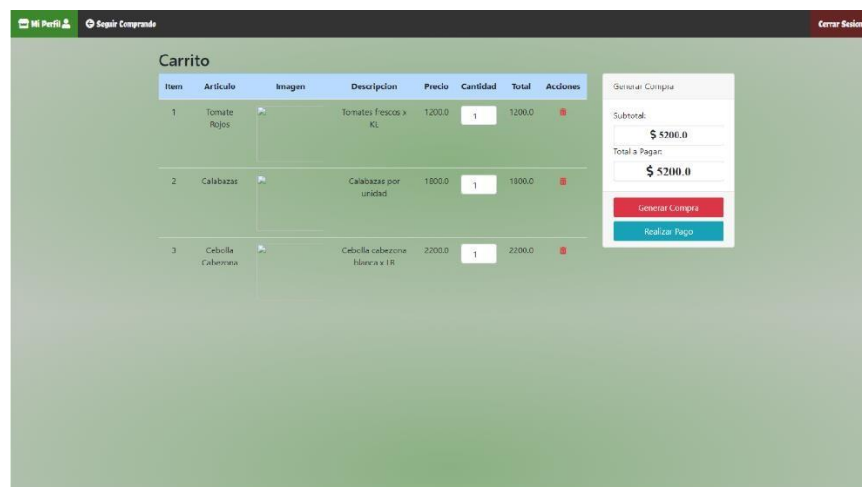 Mi Perfil Seguir Comprando Cerrar Sesion
Carrito
Item Articulo Imagen Descripcion Precio Cantidad Total Acciones
1 Tomate Rojos Tomates frescos x KL 1200.0 1 1200.0
2 Calabazas Calabazas por unidad 1800.0 1 1800.0
3 Cebolla Cabezona Cebolla cabezona blanca x LB 2200.0 1 2200.0
Generar Compra
Subtotal:
$ 5200.0
Total a Pagar:
$ 5200.0
Generar Compra
Realizar Pago